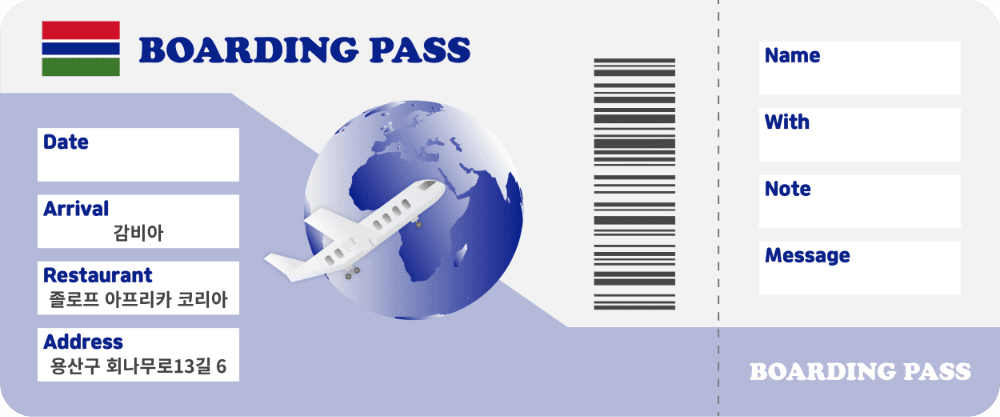 BOARDING PASS
Date
Arrival
감비아
Restaurant
졸로프 아프리카 코리아
Address
용산구 회나무로13길 6
Name
With
Note
Message
BOARDING PASS